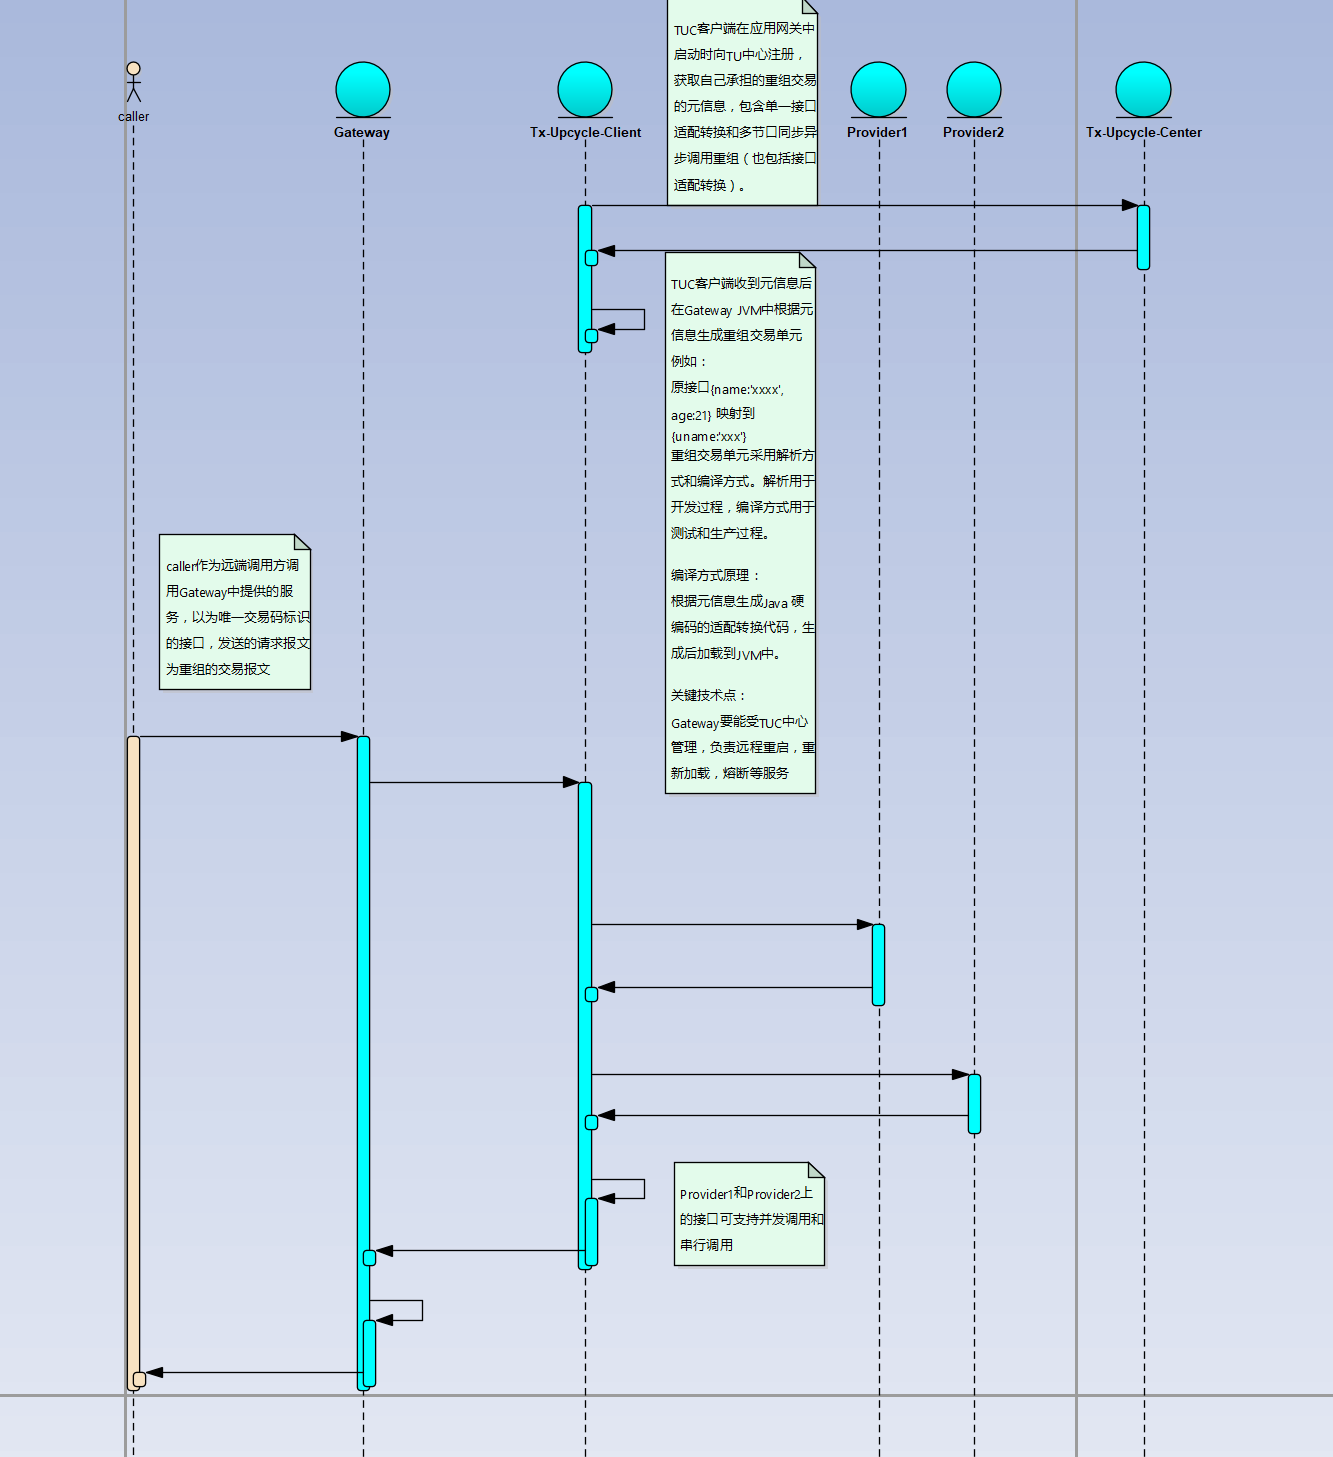 TUC客户端在应用网关中
启动时向TU中心注册，
获取自己承担的重组交易
的元信息，包含单一接口
适配转换和多节口同步异
步调用重组（也包括接口
适配转换）。
caller
Gateway
Tx-Upcycle-Client
Provider1
Provider2
Tx-Upcycle-Center
TUC客户端收到元信息后
在Gateway JVM中根据元
信息生成重组交易单元
例如：
原接口{name:'xxxx',
age:21} 映射到
{uname:'xxx'}
重组交易单元采用解析方
式和编译方式。解析用于
开发过程，编译方式用于
测试和生产过程。
编译方式原理：
根据元信息生成Java 硬
编码的适配转换代码，生
成后加载到JVM中。
关键技术点：
Gateway要能受TUC中心
管理，负责远程重启，重
新加载，熔断等服务
caller作为远端调用方调
用Gateway中提供的服
务，以为唯一交易码标识
的接口，发送的请求报文
为重组的交易报文
Provider1和Provider2上
的接口可支持并发调用和
串行调用